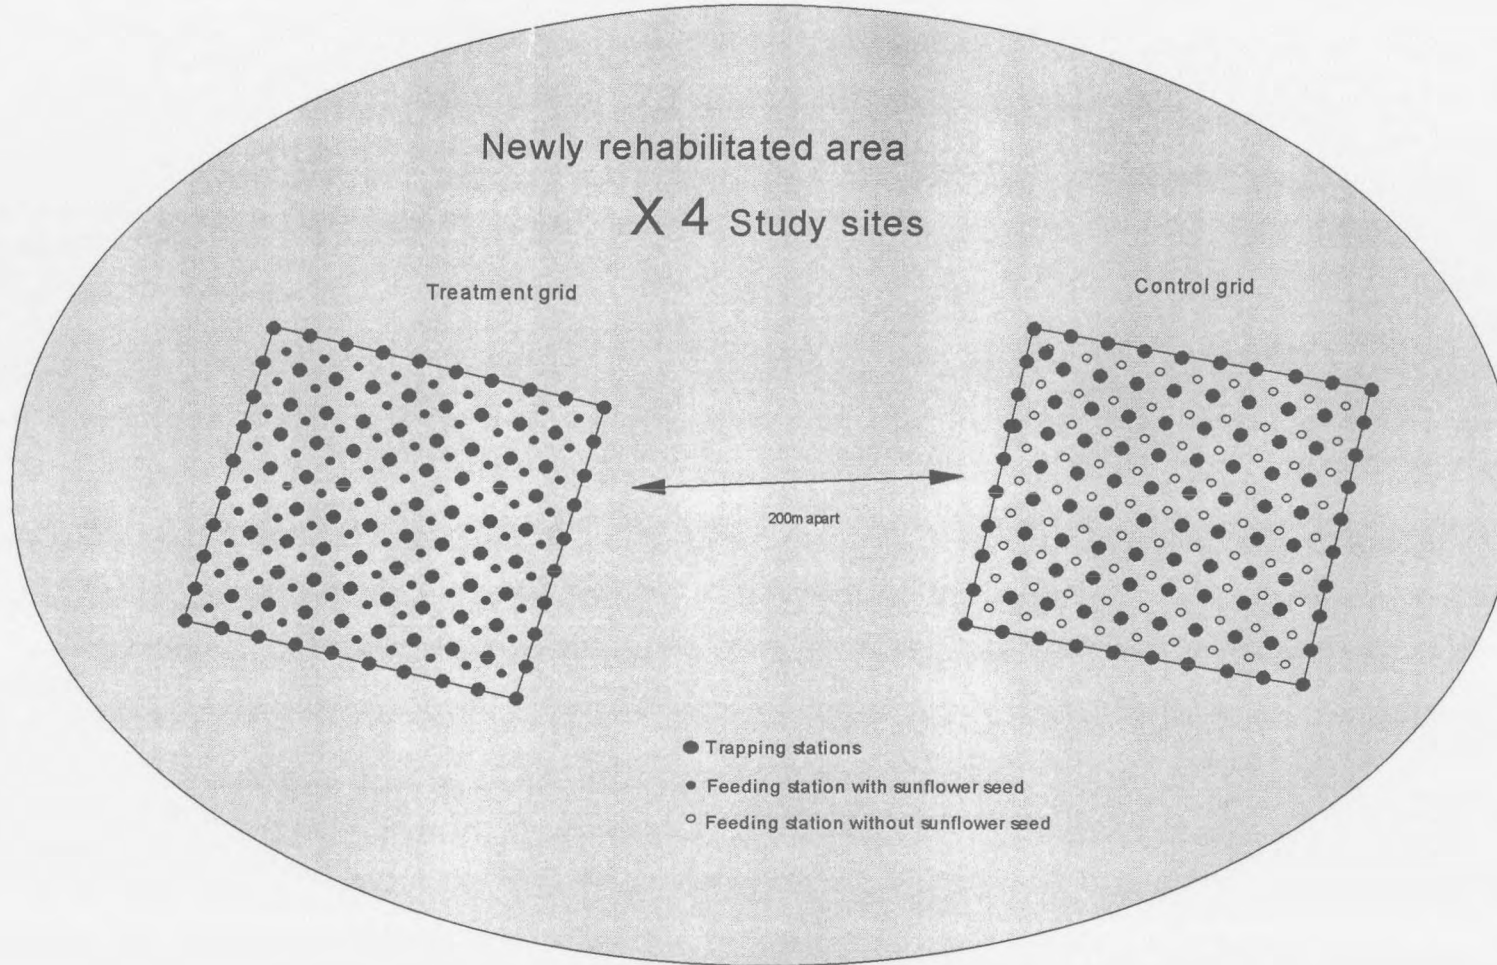 Newly rehabilitated area
X 4 Study sites
Treatment grid
Control grid
200m apart
Trapping stations
Feeding station with sunflower seed
Feeding station without sunflower seed